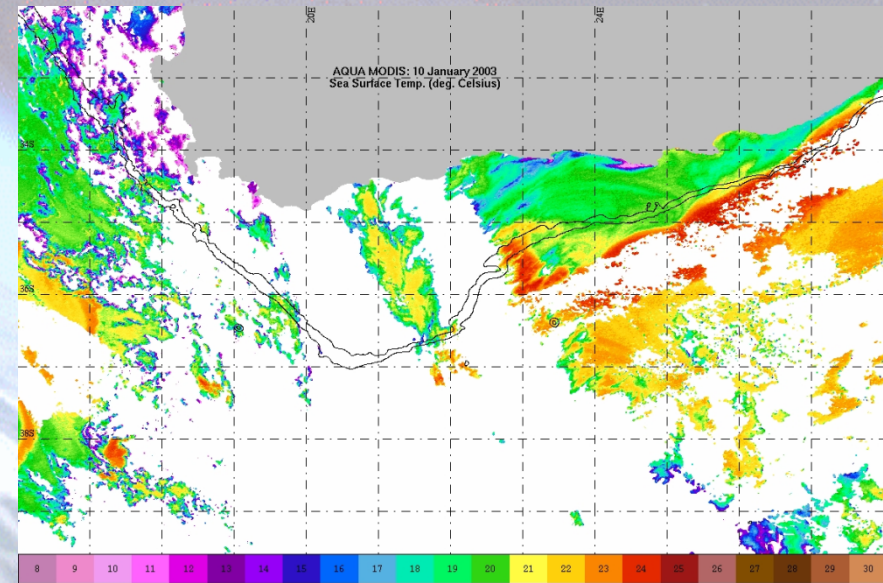 20E
24E
AQUA MODIS: 10 January 2003
Sea Surface Temp. (deg. Celsius)
34S
36S
38S
8 9 10 11 12 13 14 15 16 17 18 19 20 21 22 23 24 25 26 27 28 29 30